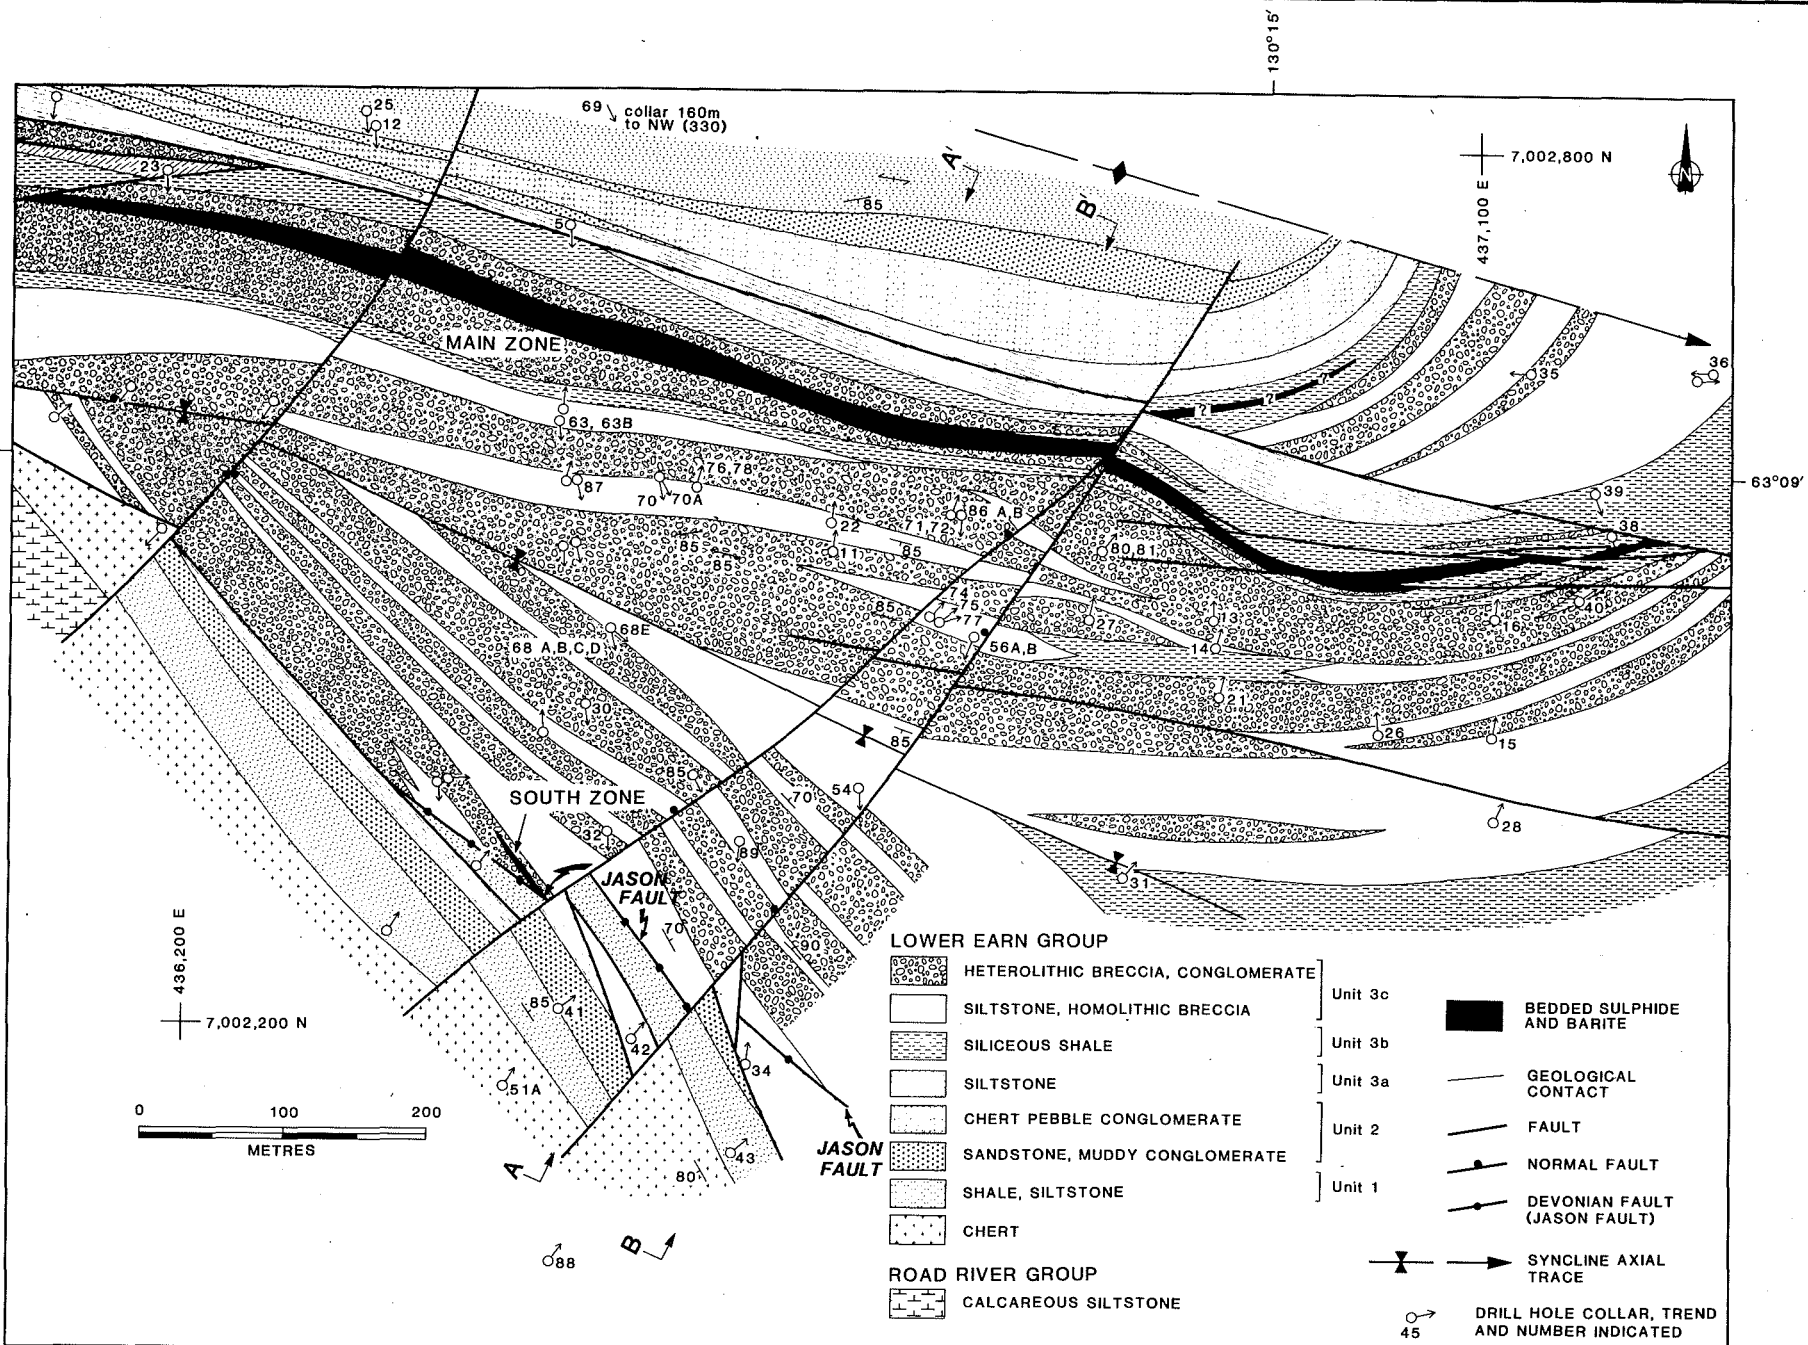 130°15'
25
12
69
collar 160m
to NW (330)
A'
B'
7,002,800 N
437,100 E
N
23
5
85
MAIN ZONE
?
?
?
35
36
63, 63B
76,78
87
70
70A
22
11
71,72
86 A,B
85
85
85
80,81
39
38
63°09'
74
75
77
85
27
13
14
16
40
56A,B
68E
68 A,B,C,D
30
21
26
15
85
85
54
70
28
SOUTH ZONE
32
89
31
JASON
FAULT
70
90
436,200 E
7,002,200 N
85
41
42
34
51A
43
80
88
0 100 200
METRES
A
B
JASON
FAULT
LOWER EARN GROUP
HETEROLITHIC BRECCIA, CONGLOMERATE
SILTSTONE, HOMOLITHIC BRECCIA
Unit 3c
SILICEOUS SHALE
Unit 3b
SILTSTONE
Unit 3a
CHERT PEBBLE CONGLOMERATE
SANDSTONE, MUDDY CONGLOMERATE
Unit 2
SHALE, SILTSTONE
Unit 1
CHERT
ROAD RIVER GROUP
CALCAREOUS SILTSTONE
BEDDED SULPHIDE
AND BARITE
GEOLOGICAL
CONTACT
FAULT
NORMAL FAULT
DEVONIAN FAULT
(JASON FAULT)
SYNCLINE AXIAL
TRACE
45
DRILL HOLE COLLAR, TREND
AND NUMBER INDICATED